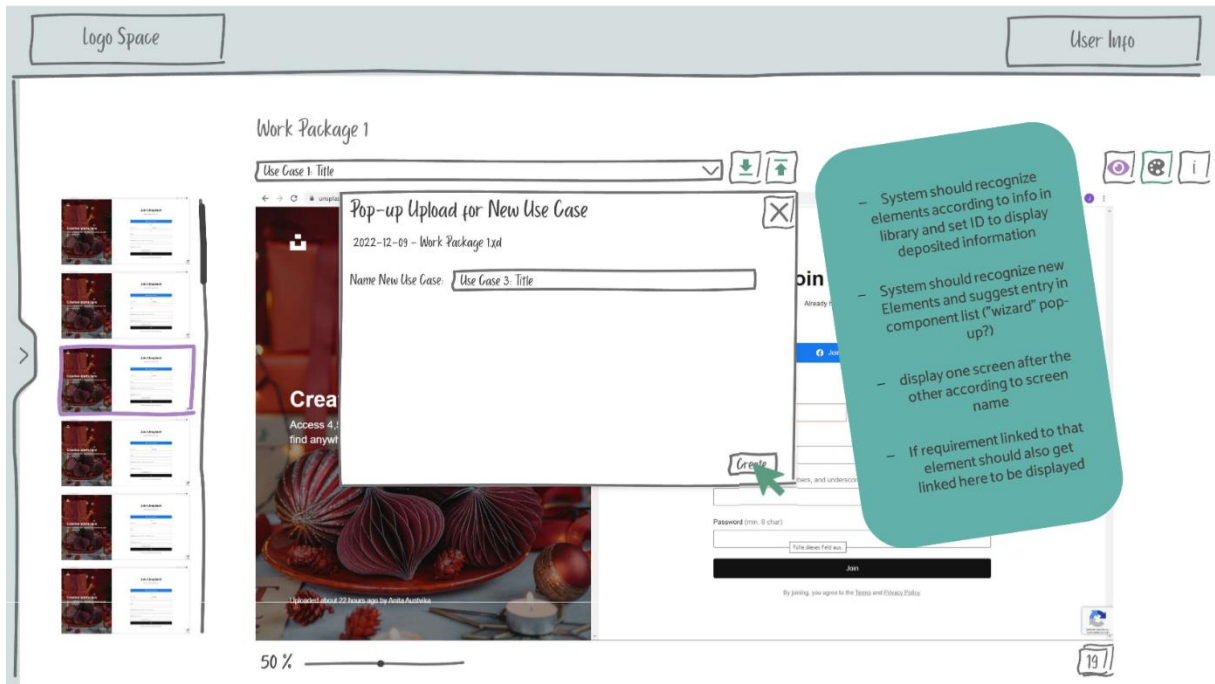 Logo Space
User Info
Work Package 1
Use Case 1: Title
i
Pop-up Upload for New Use Case
2022-12-09 - Work Package 1.xd
Name New Use Case:
Use Case 3: Title
Create
Crea
Access 4,
find anywh
Uploaded about 22 hours ago by Anita Austvika
oin
Already
Password (min. 8 char)
Fülle dieses Feld aus.
Join
By joining, you agree to the Terms and Privacy Policy.
– System should recognize
elements according to info in
library and set ID to display
deposited information
– System should recognize new
Elements and suggest entry in
component list ("wizard" pop-
up?)
– display one screen after the
other according to screen
name
– If requirement linked to that
element should also get
linked here to be displayed
50 %
19